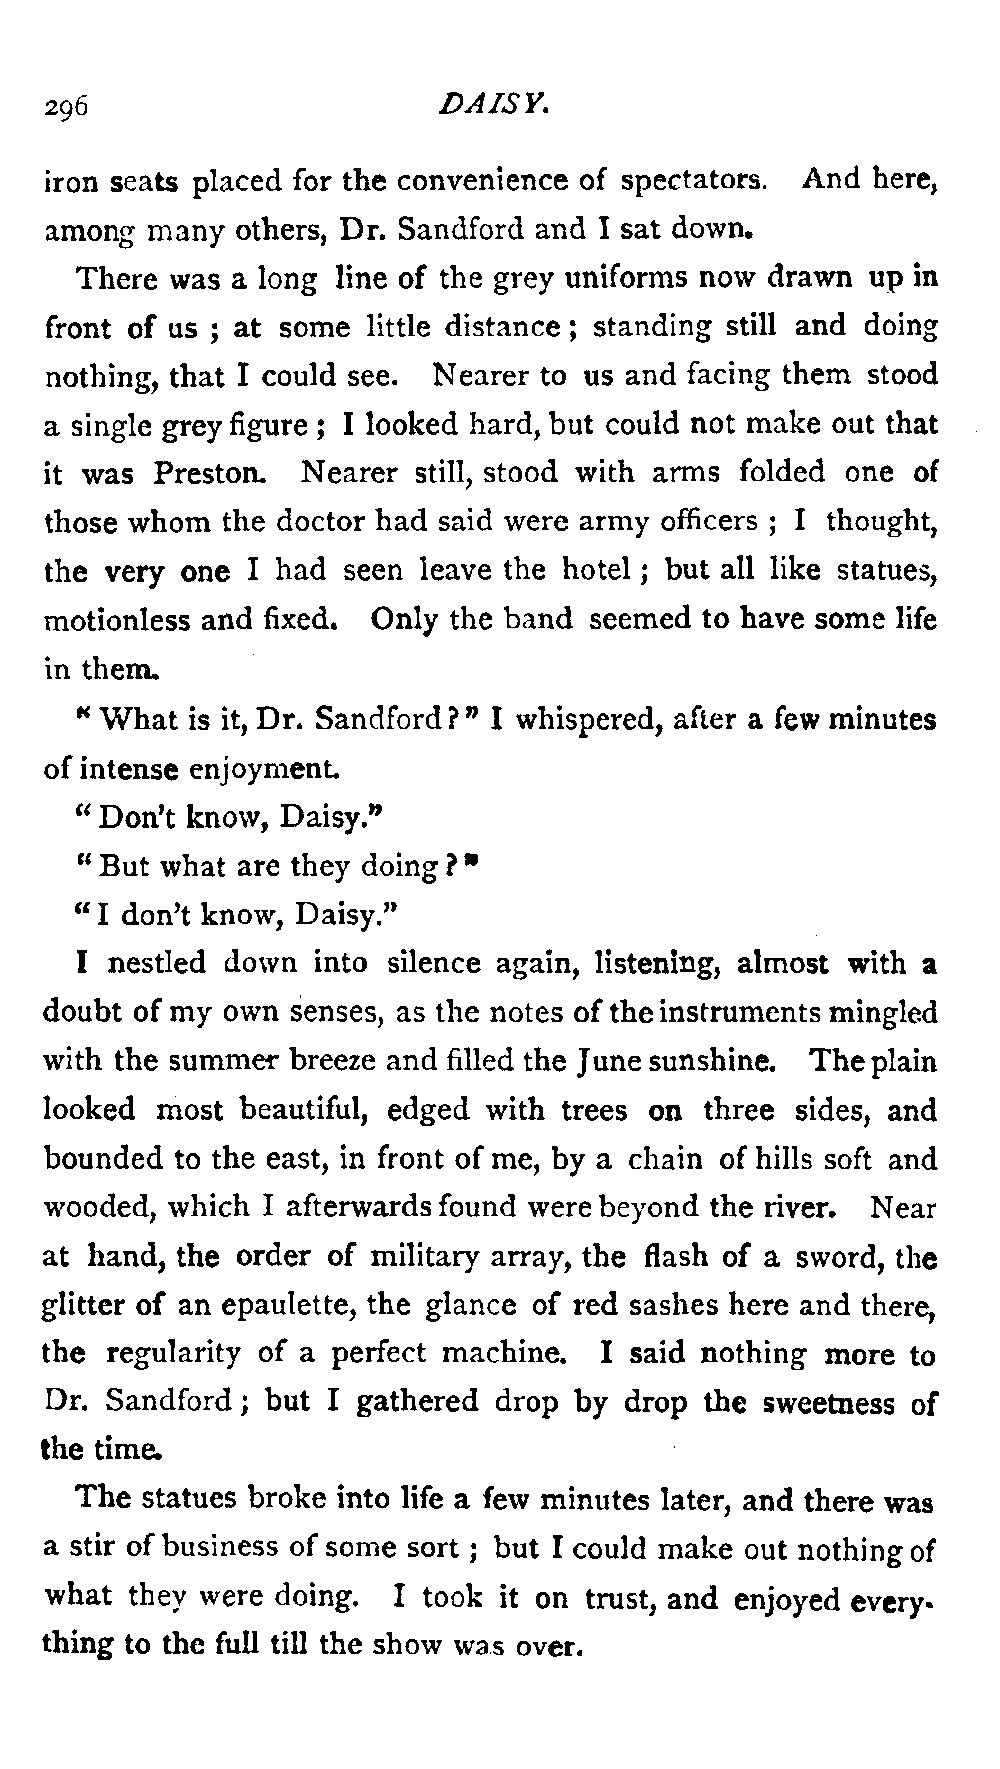 296 DAISY.
iron seats placed for the convenience of spectators. And here,
among many others, Dr. Sandford and I sat down.
There was a long line of the grey uniforms now drawn up in
front of us ; at some little distance ; standing still and doing
nothing, that I could see. Nearer to us and facing them stood
a single grey figure ; I looked hard, but could not make out that
it was Preston. Nearer still, stood with arms folded one of
those whom the doctor had said were army officers ; I thought,
the very one I had seen leave the hotel ; but all like statues,
motionless and fixed. Only the band seemed to have some life
in them.
“ What is it, Dr. Sandford ? ” I whispered, after a few minutes
of intense enjoyment.
“ Don't know, Daisy.”
“ But what are they doing ? ”
“ I don't know, Daisy.”
I nestled down into silence again, listening, almost with a
doubt of my own senses, as the notes of the instruments mingled
with the summer breeze and filled the June sunshine. The plain
looked most beautiful, edged with trees on three sides, and
bounded to the east, in front of me, by a chain of hills soft and
wooded, which I afterwards found were beyond the river. Near
at hand, the order of military array, the flash of a sword, the
glitter of an epaulette, the glance of red sashes here and there,
the regularity of a perfect machine. I said nothing more to
Dr. Sandford ; but I gathered drop by drop the sweetness of
the time.
The statues broke into life a few minutes later, and there was
a stir of business of some sort ; but I could make out nothing of
what they were doing. I took it on trust, and enjoyed every-
thing to the full till the show was over.